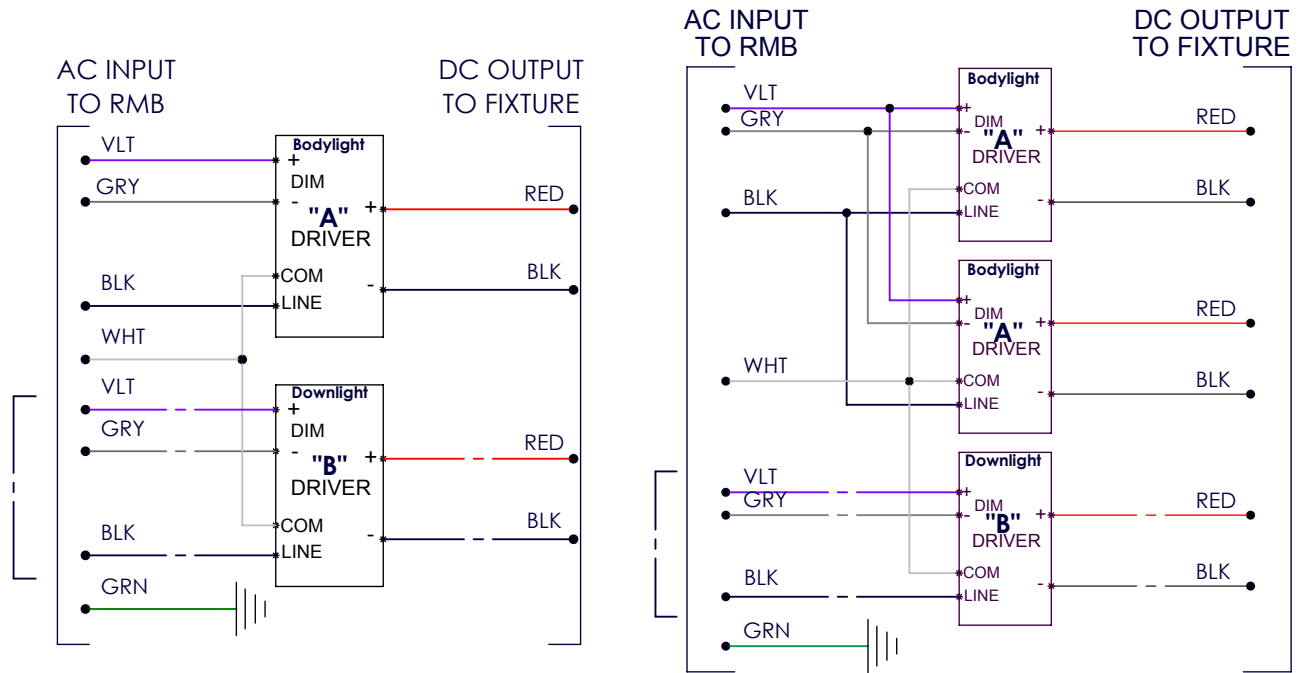 AC INPUT
TO RMB
DC OUTPUT
TO FIXTURE
VLT
GRY
BLK
WHT
VLT
GRY
BLK
GRN
Bodylight
+
DIM
-
"A" +
DRIVER
COM
-
LINE
RED
BLK
Downlight
+
DIM
-
"B" +
DRIVER
COM
-
LINE
RED
BLK
AC INPUT
TO RMB
DC OUTPUT
TO FIXTURE
VLT
GRY
BLK
WHT
VLT
GRY
BLK
GRN
Bodylight
+
DIM
-
"A" +
DRIVER
COM
-
LINE
RED
BLK
Bodylight
+
DIM
-
"A" +
DRIVER
COM
-
LINE
RED
BLK
Downlight
+
DIM
-
"B" +
DRIVER
COM
-
LINE
RED
BLK